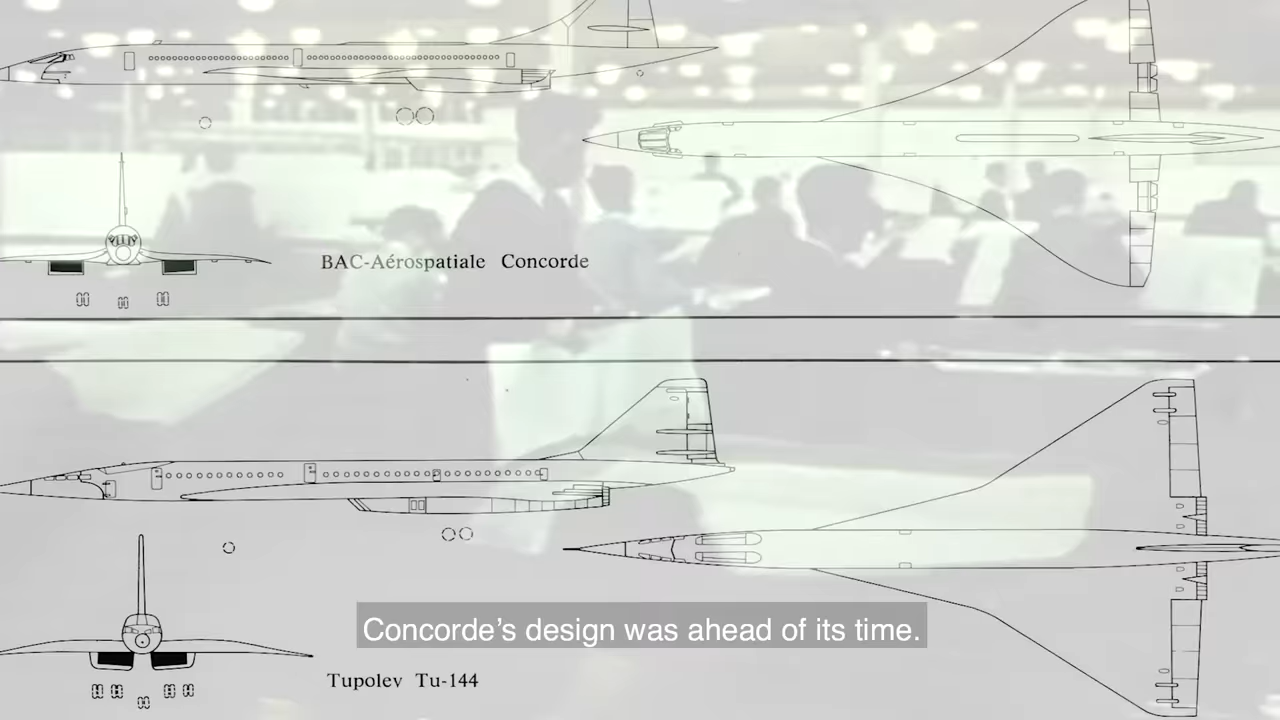 BAC-Aérospatiale Concorde
Concorde's design was ahead of its time.
Tupolev Tu-144